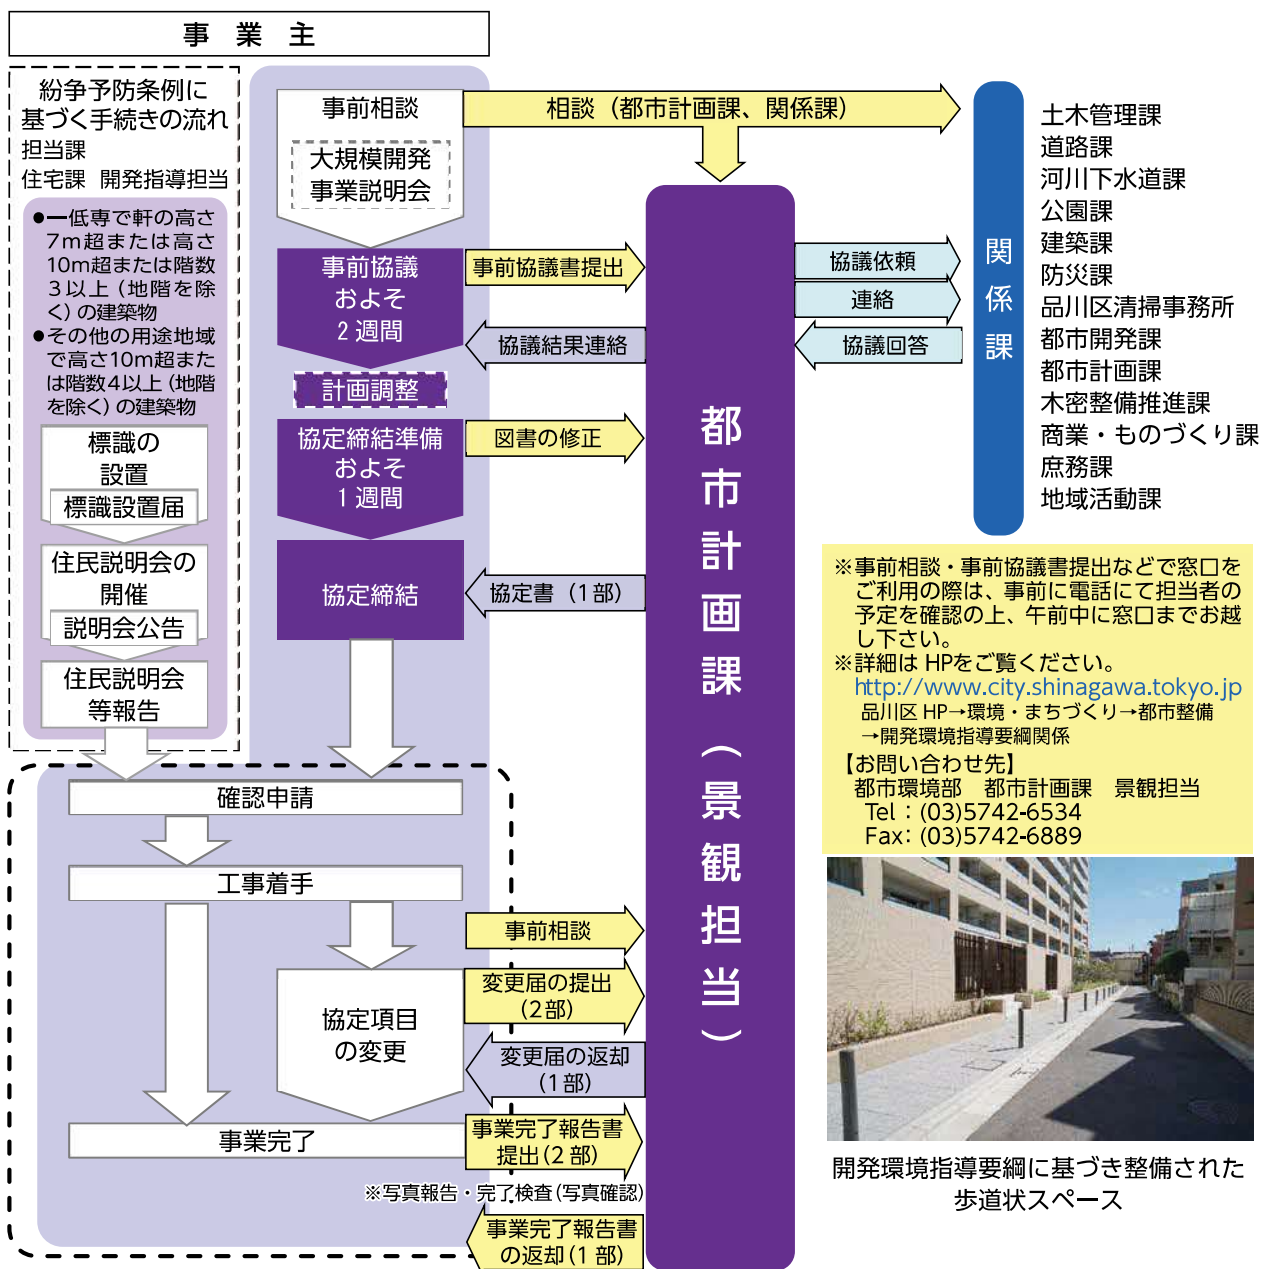 事業主
紛争予防条例に
基づく手続きの流れ
担当課
住宅課 開発指導担当
●一低専で軒の高さ
7m超または高さ
10m超または階数
3以上（地階を除
く）の建築物
●その他の用途地域
で高さ10m超また
は階数4以上（地階
を除く）の建築物
標識の
設置
標識設置届
住民説明会の
開催
説明会公告
住民説明会
等報告
事前相談
大規模開発
事業説明会
事前協議
およそ
2週間
計画調整
協定締結準備
およそ
1週間
協定締結
確認申請
工事着手
協定項目
の変更
事業完了
相談（都市計画課、関係課）
事前協議書提出
協議結果連絡
図書の修正
協定書（1部）
事前相談
変更届の提出
（2部）
変更届の返却
（1部）
事業完了報告書
提出（2部）
※写真報告・完了検査（写真確認）
事業完了報告書
の返却（1部）
都市計画課（景観担当）
協議依頼
連絡
協議回答
関係課
土木管理課
道路課
河川下水道課
公園課
建築課
防災課
品川区清掃事務所
都市開発課
都市計画課
木密整備推進課
商業・ものづくり課
庶務課
地域活動課
※事前相談・事前協議書提出などで窓口を
ご利用の際は、事前に電話にて担当者の
予定を確認の上、午前中に窓口までお越
し下さい。
※詳細は HPをご覧ください。
http://www.city.shinagawa.tokyo.jp
品川区 HP→環境・まちづくり→都市整備
→開発環境指導要綱関係
【お問い合わせ先】
都市環境部 都市計画課 景観担当
Tel：(03)5742-6534
Fax：(03)5742-6889
開発環境指導要綱に基づき整備された
歩道状スペース